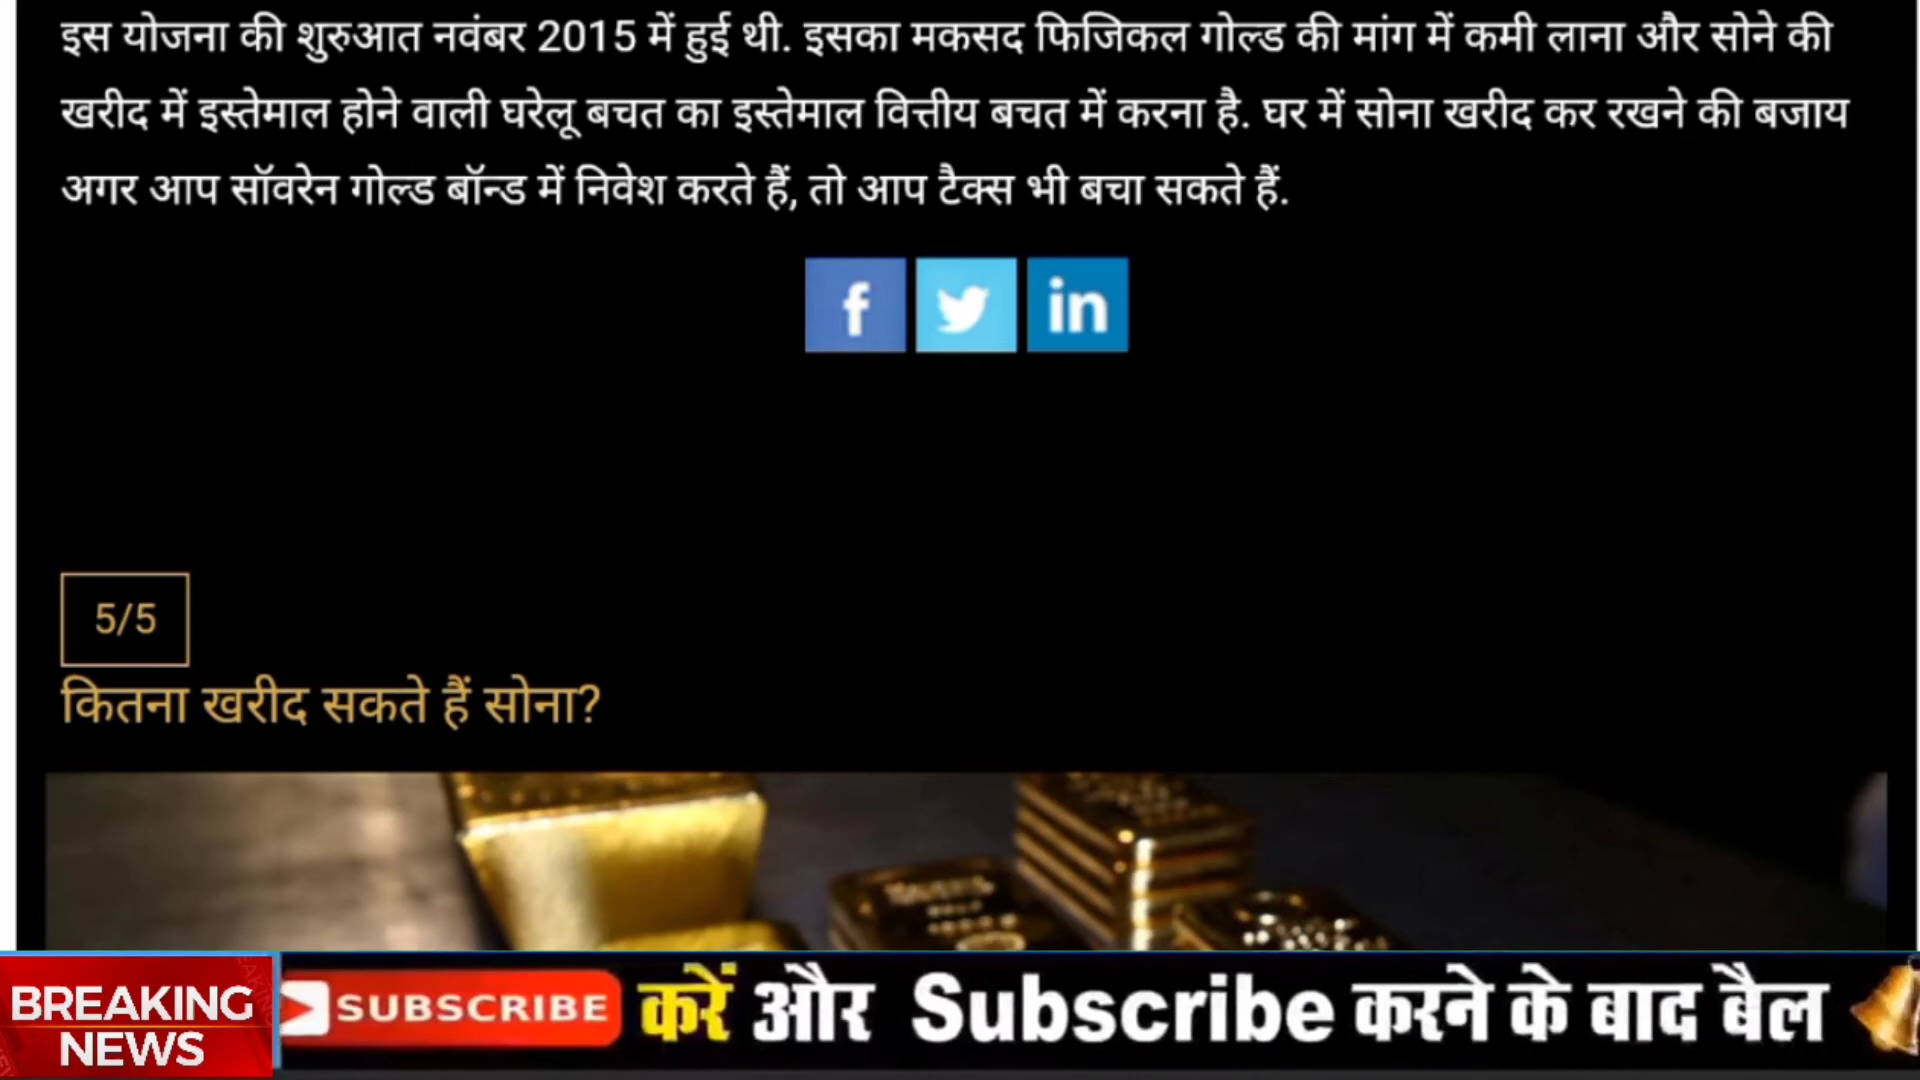 इस योजना की शुरुआत नवंबर 2015 में हुई थी. इसका मकसद फिजिकल गोल्ड की मांग में कमी लाना और सोने की
खरीद में इस्तेमाल होने वाली घरेलू बचत का इस्तेमाल वित्तीय बचत में करना है. घर में सोना खरीद कर रखने की बजाय
अगर आप सॉवरेन गोल्ड बॉन्ड में निवेश करते हैं, तो आप टैक्स भी बचा सकते हैं.
f in
5/5
कितना खरीद सकते हैं सोना?
BREAKING
NEWS
SUBSCRIBE करें और Subscribe करने के बाद बैल